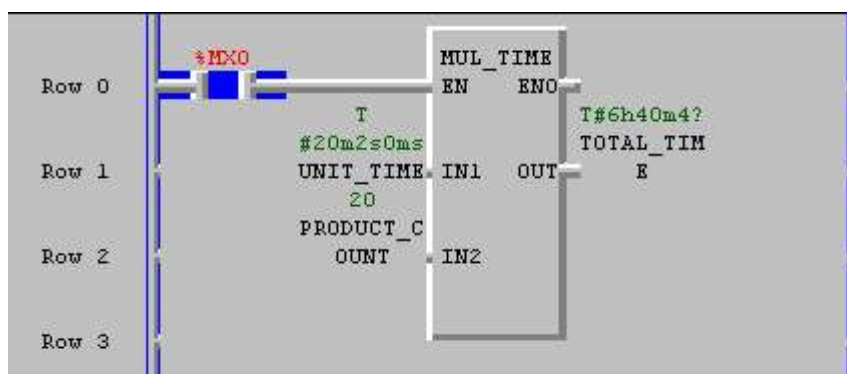 %MX0
MUL_TIME
Row 0
EN ENO
T
#20m2s0ms
T#6h40m4?
UNIT_TIME
IN1 OUT
TOTAL_TIM
E
Row 1
20
PRODUCT_C
OUNT
IN2
Row 2
Row 3